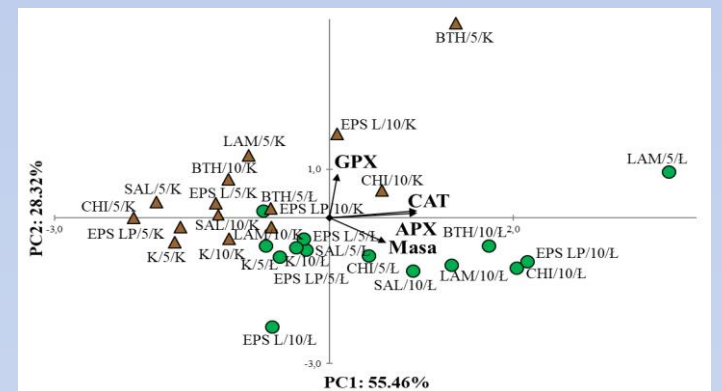 BTH/5/K
-3,0
EPS L/10/K
LAM/5/K
GPX
LAM/5/Ł
BTH/10/K
1,0
CHI/10/K
SAL/5/K
EPS L/5/K
BTH/5/Ł
CAT
CHI/5/K
EPS LP/10/K
-3,0
2,0
EPS LP/5/K
SAL/10/K
LAM/10/K
EPS L/5/Ł
APX
BTH/10/Ł
Masa
K/5/K
K/10/K
SAL/5/Ł
EPS LP/10/Ł
K/5/Ł
K/10/Ł
CHI/5/Ł
CHI/10/Ł
EPS LP/5/Ł
SAL/10/Ł
LAM/10/Ł
EPS L/10/Ł
-3,0
PC2: 28.32%
PC1: 55.46%